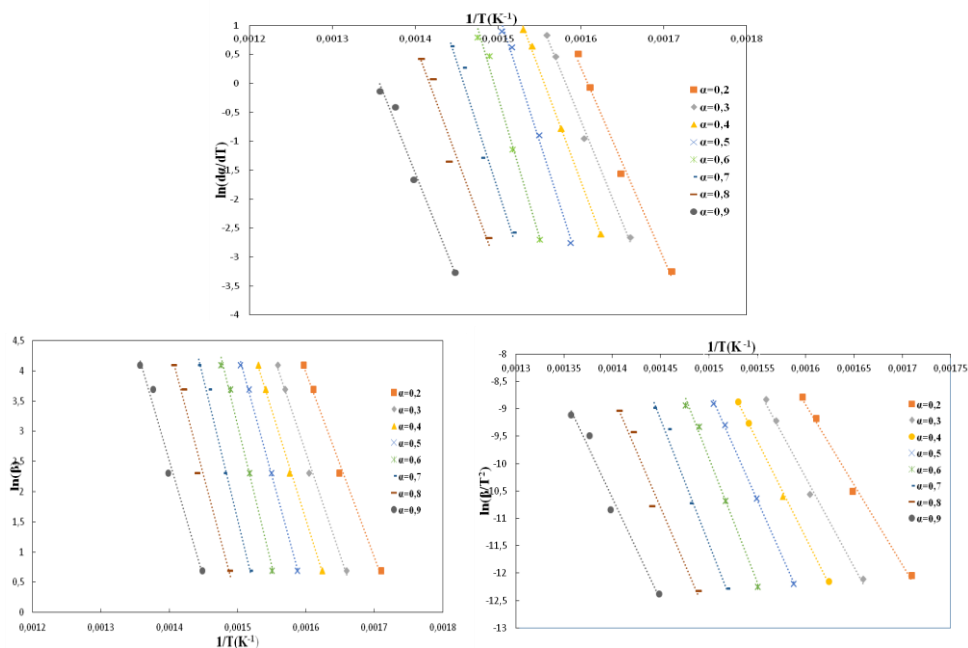 1/T(K⁻¹)
0,0012 0,0013 0,0014 0,0015 0,0016 0,0017 0,0018
1
0,5
0
-0,5
-1
-1,5
-2
-2,5
-3
-3,5
-4
ln(dα/dT)
α=0,2
α=0,3
α=0,4
α=0,5
α=0,6
α=0,7
α=0,8
α=0,9
4,5
4
3,5
3
2,5
2
1,5
1
0,5
0
ln(β)
α=0,2
α=0,3
α=0,4
α=0,5
α=0,6
α=0,7
α=0,8
α=0,9
0,0012 0,0013 0,0014 0,0015 0,0016 0,0017 0,0018
1/T(K⁻¹)
1/T(K⁻¹)
0,0013 0,00135 0,0014 0,00145 0,0015 0,00155 0,0016 0,00165 0,0017 0,00175
-8
-8,5
-9
-9,5
-10
-10,5
-11
-11,5
-12
-12,5
-13
ln(β/T²)
α=0,2
α=0,3
α=0,4
α=0,5
α=0,6
α=0,7
α=0,8
α=0,9